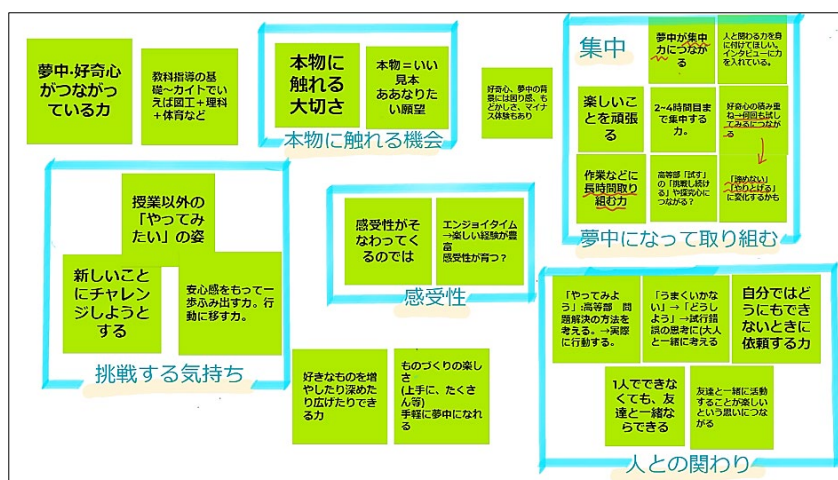 夢中・好奇心
がつながっ
ている力
教科指導の基
礎~カイトでい
えば図工+理科
+体育など
本物に
触れる
大切さ
本物=いい
見本
ああなりた
い願望
本物に触れる機会
好奇心、夢中の背
景には困り感、も
どかしさ、マイナ
ス体験もあり
集中
夢中が集中
力につなが
る
人と関わる力を身
に付けてほしい。
インタビューに力
を入れている。
楽しいこ
とを頑張
る
2~4時間目ま
で集中する
力。
好奇心の積み重
ね→何回も試し
てみるにつなが
る
作業などに
長時間取り
組む力
高等部「試す」
の「挑戦し続け
る」や探究心に
つながる?
「諦めない」
「やりとげる」
に変化するかも
夢中になって取り組む
授業以外の
「やってみ
たい」の姿
新しいこと
にチャレン
ジしようと
する
安心感をもって一
歩ふみ出す力。行
動に移す力。
挑戦する気持ち
感受性がそ
なわってく
るのでは
エンジョイタイム
→楽しい経験が豊
富
感受性が育つ?
感受性
好きなものを増
やしたり深めた
り広げたりでき
る力
ものづくりの楽し
さ
(上手に、たくさ
ん等)
手軽に夢中になれ
る
「やってみよ
う」:高等部 問
題解決の方法を
考える。→実際
に行動する。
「うまくいかな
い」→「どうし
よう」→試行錯
誤の思考に(大人
と一緒に考える
自分ではど
うにもでき
ないときに
依頼する力
1人でできな
くても、友
達と一緒な
らできる
友達と一緒に活動
することが楽しい
という思いにつな
がる
人との関わり